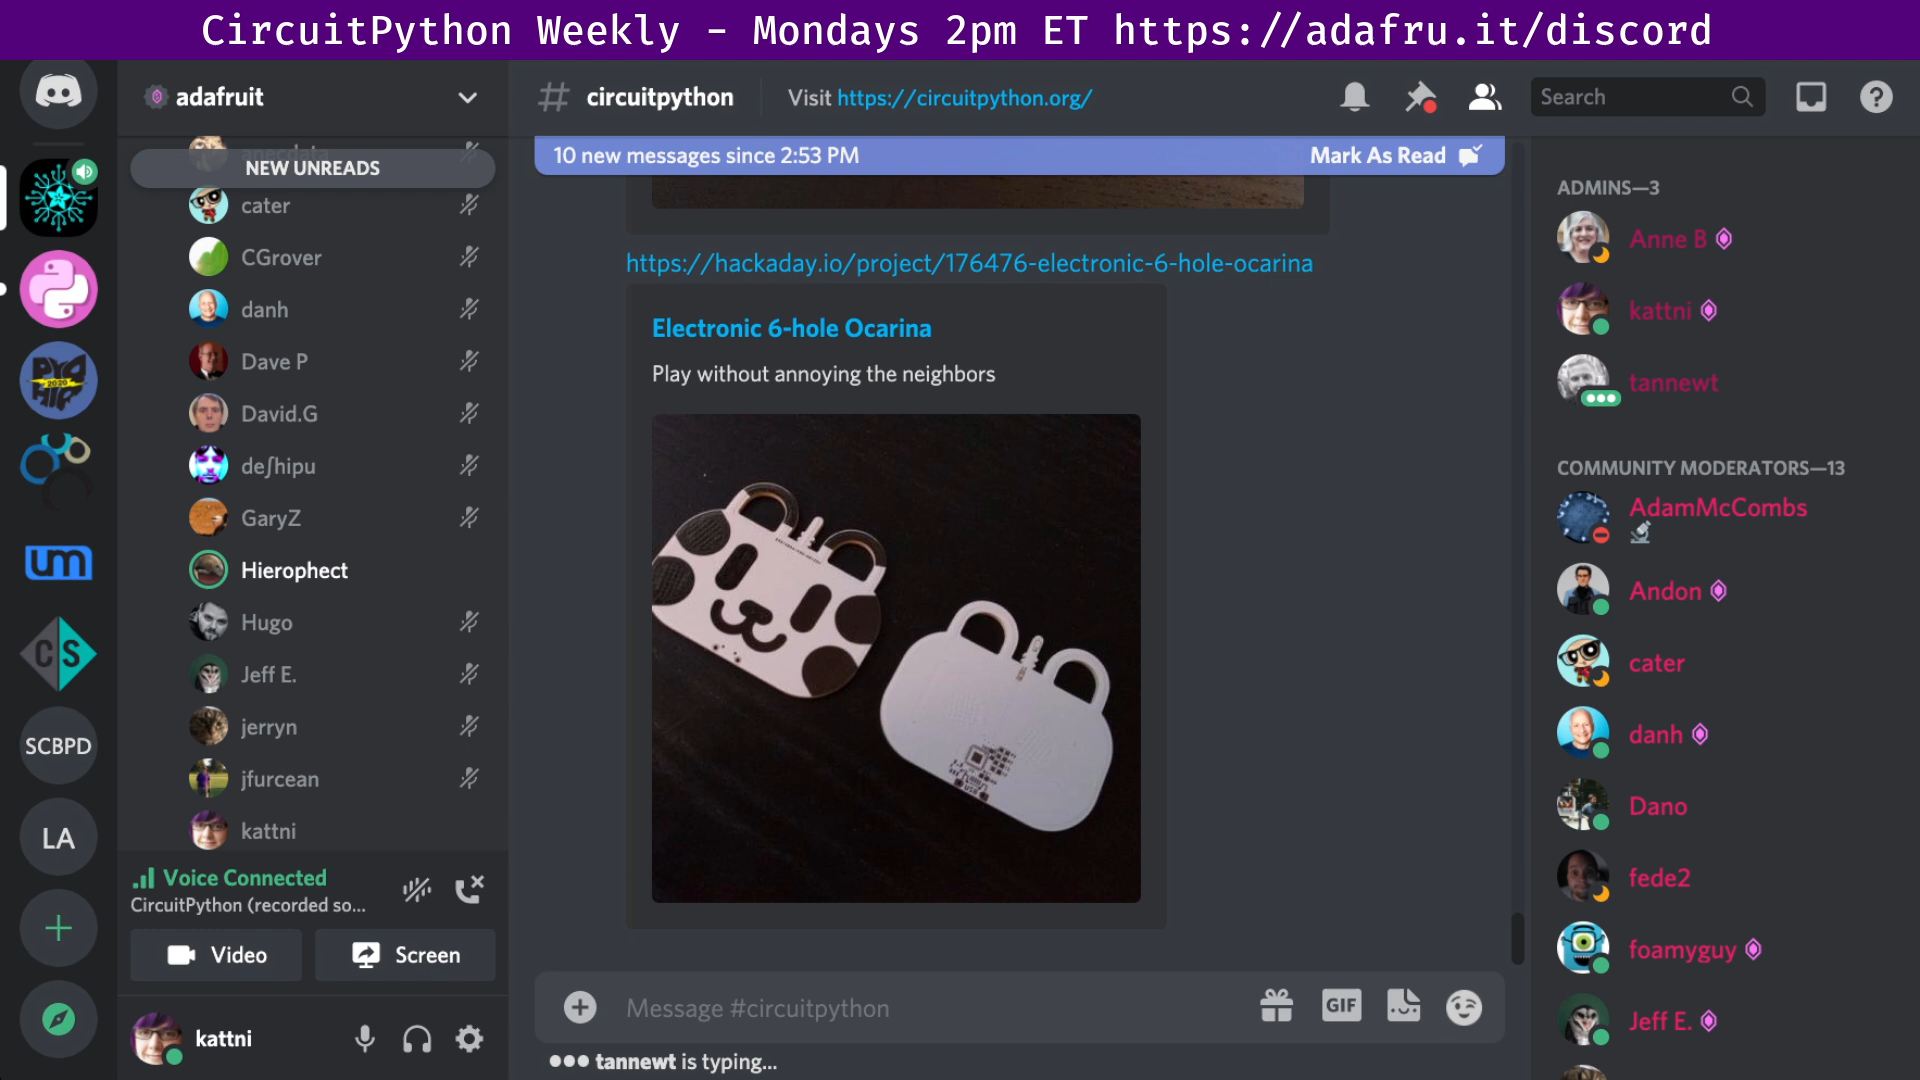 CircuitPython Weekly - Mondays 2pm ET https://adafru.it/discord
adafruit
NEW UNREADS
cater
CGrover
danh
Dave P
David.G
deʃhipu
GaryZ
Hierophect
Hugo
Jeff E.
jerryn
jfurcean
kattni
Voice Connected
CircuitPython (recorded so...
Video
Screen
kattni
PYOHIO
2020
um
CS
SCBPD
LA
circuitpython
Visit https://circuitpython.org/
Search
10 new messages since 2:53 PM
Mark As Read
https://hackaday.io/project/176476-electronic-6-hole-ocarina
Electronic 6-hole Ocarina
Play without annoying the neighbors
Message #circuitpython
GIF
tannewt is typing...
ADMINS—3
Anne B
kattni
tannewt
COMMUNITY MODERATORS—13
AdamMcCombs
Andon
cater
danh
Dano
fede2
foamyguy
Jeff E.